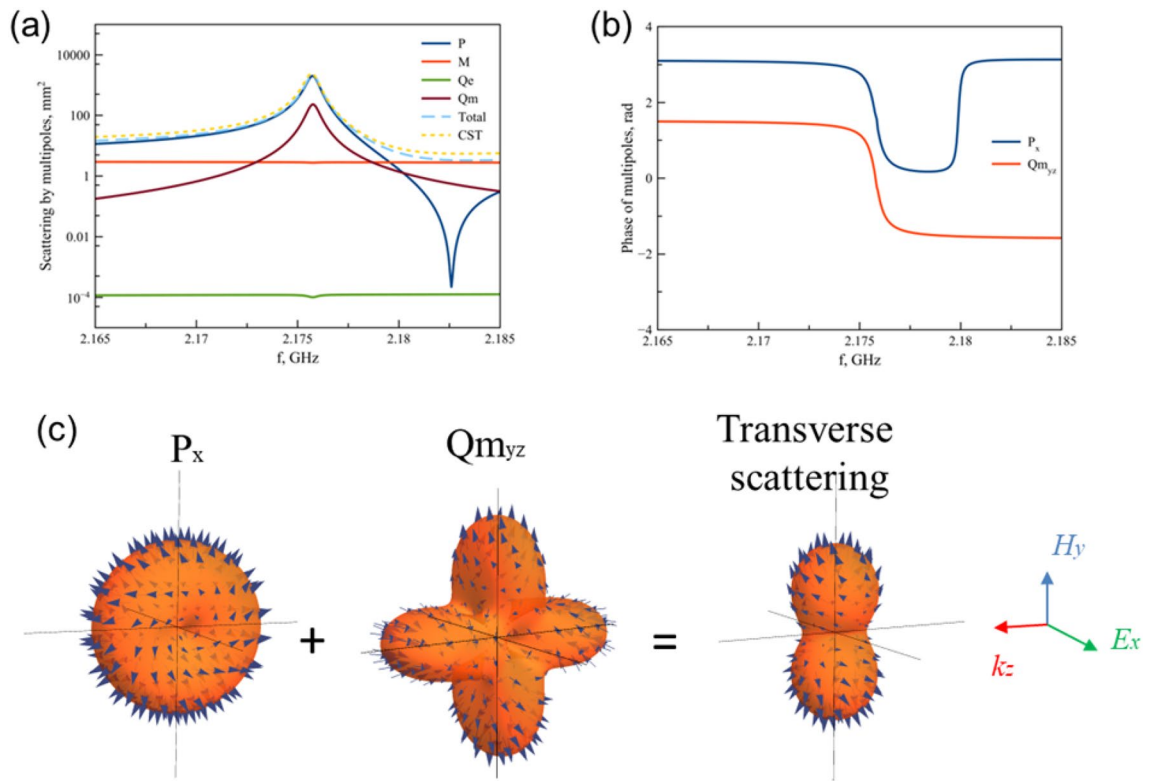 (a)
Scattering by multipoles, mm²
10000
100
1
0.01
10⁻⁴
2.165
2.17
2.175
2.18
2.185
f, GHz
P
M
Qe
Qm
Total
CST
(b)
Phase of multipoles, rad
4
2
0
−2
−4
2.165
2.17
2.175
2.18
2.185
f, GHz
Pₓ
Qm_yz
(c)
Pₓ
+
Qm_yz
=
Transverse
scattering
Hy
Ex
kz